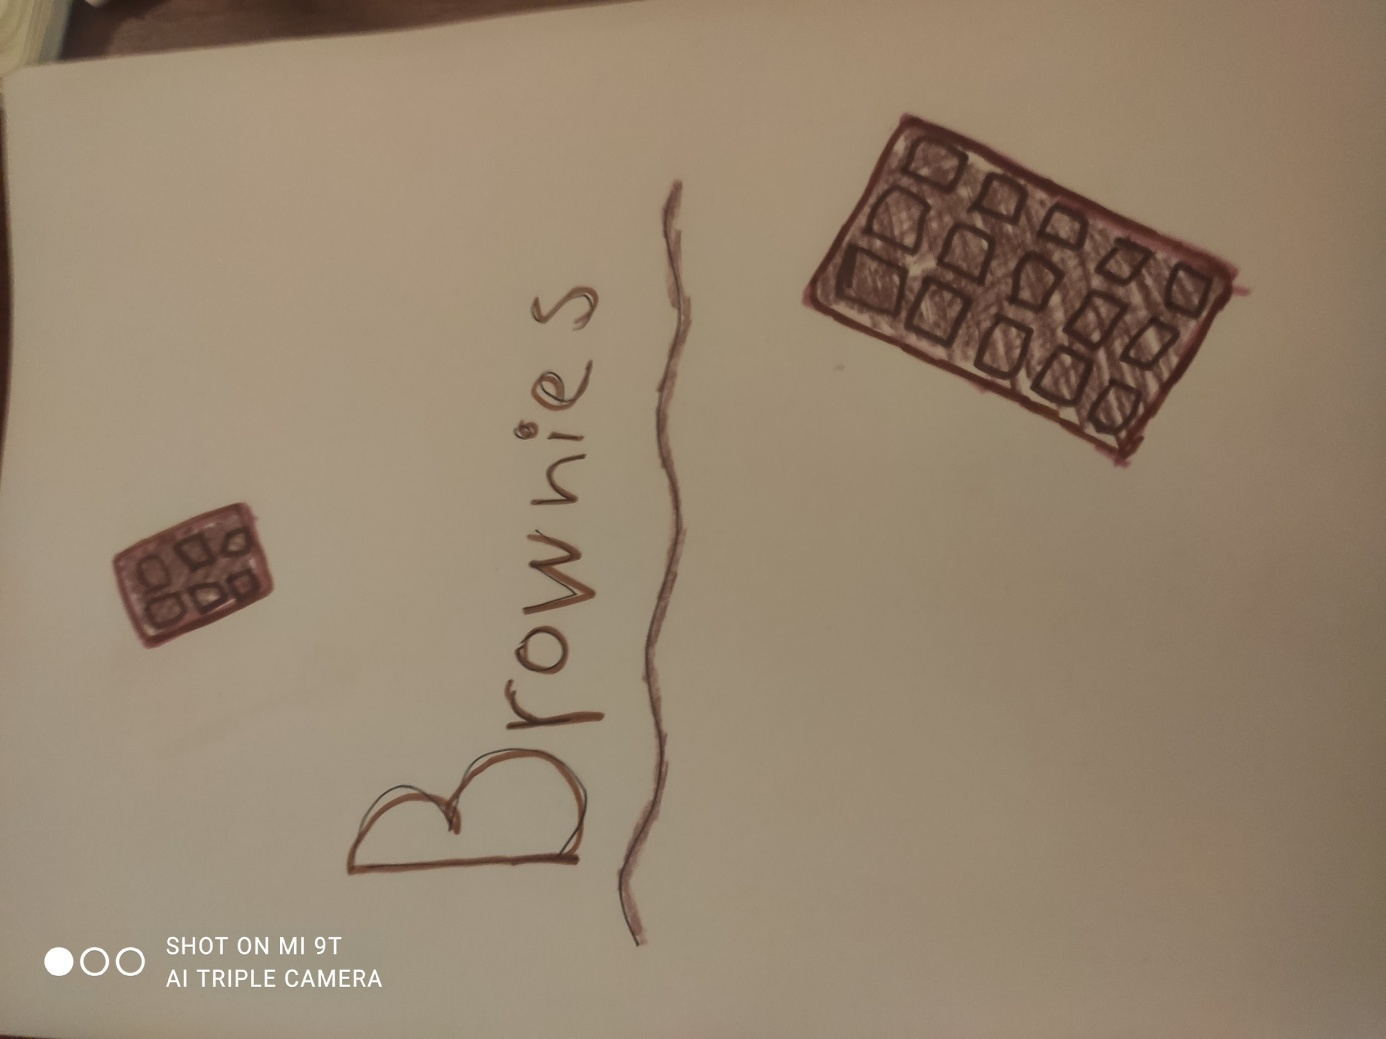 Brownies
SHOT ON MI 9T
AI TRIPLE CAMERA